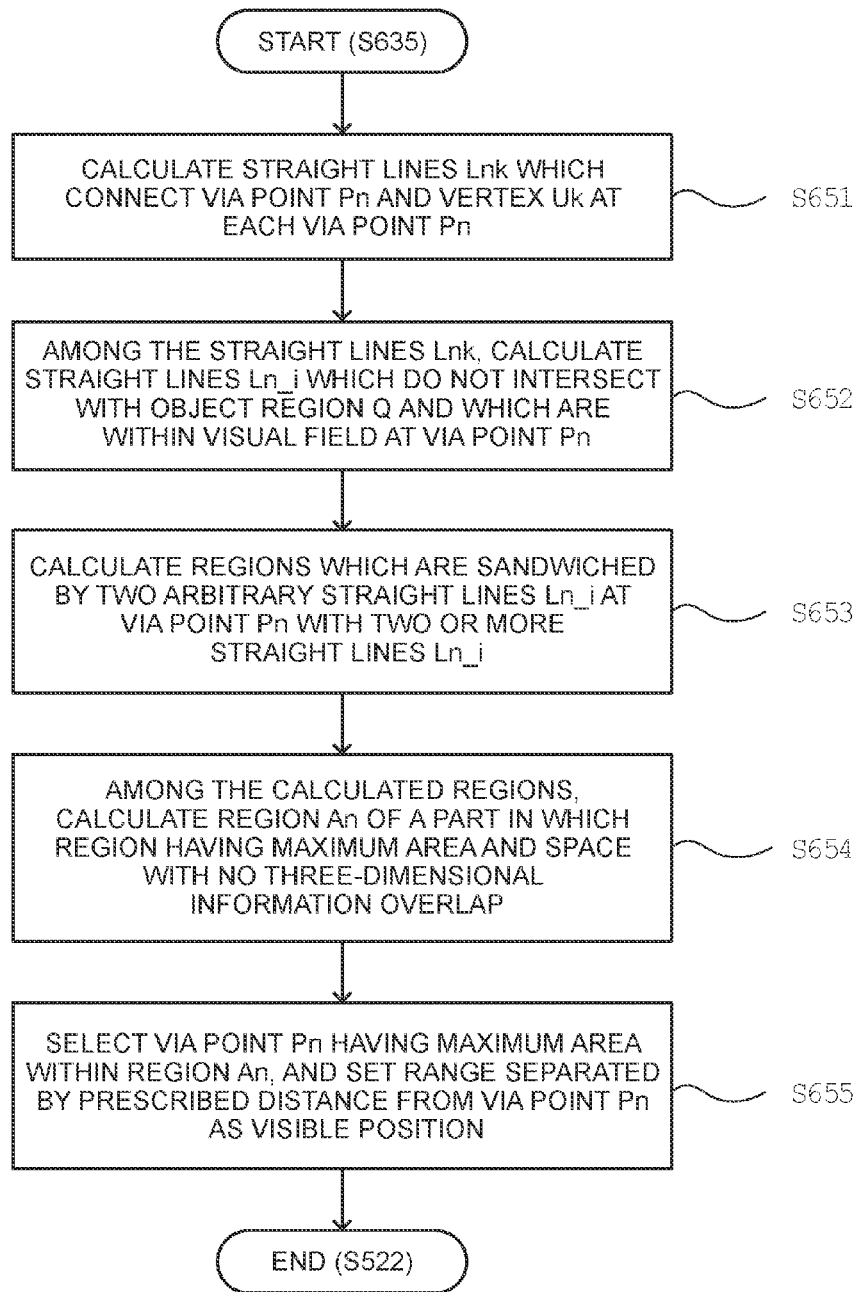 START (S635)
CALCULATE STRAIGHT LINES Lnk WHICH
CONNECT VIA POINT Pn AND VERTEX Uk AT
EACH VIA POINT Pn
S651
AMONG THE STRAIGHT LINES Lnk, CALCULATE
STRAIGHT LINES Ln_i WHICH DO NOT INTERSECT
WITH OBJECT REGION Q AND WHICH ARE
WITHIN VISUAL FIELD AT VIA POINT Pn
S652
CALCULATE REGIONS WHICH ARE SANDWICHED
BY TWO ARBITRARY STRAIGHT LINES Ln_i AT
VIA POINT Pn WITH TWO OR MORE
STRAIGHT LINES Ln_i
S653
AMONG THE CALCULATED REGIONS,
CALCULATE REGION An OF A PART IN WHICH
REGION HAVING MAXIMUM AREA AND SPACE
WITH NO THREE-DIMENSIONAL
INFORMATION OVERLAP
S654
SELECT VIA POINT Pn HAVING MAXIMUM AREA
WITHIN REGION An, AND SET RANGE SEPARATED
BY PRESCRIBED DISTANCE FROM VIA POINT Pn
AS VISIBLE POSITION
S655
END (S522)